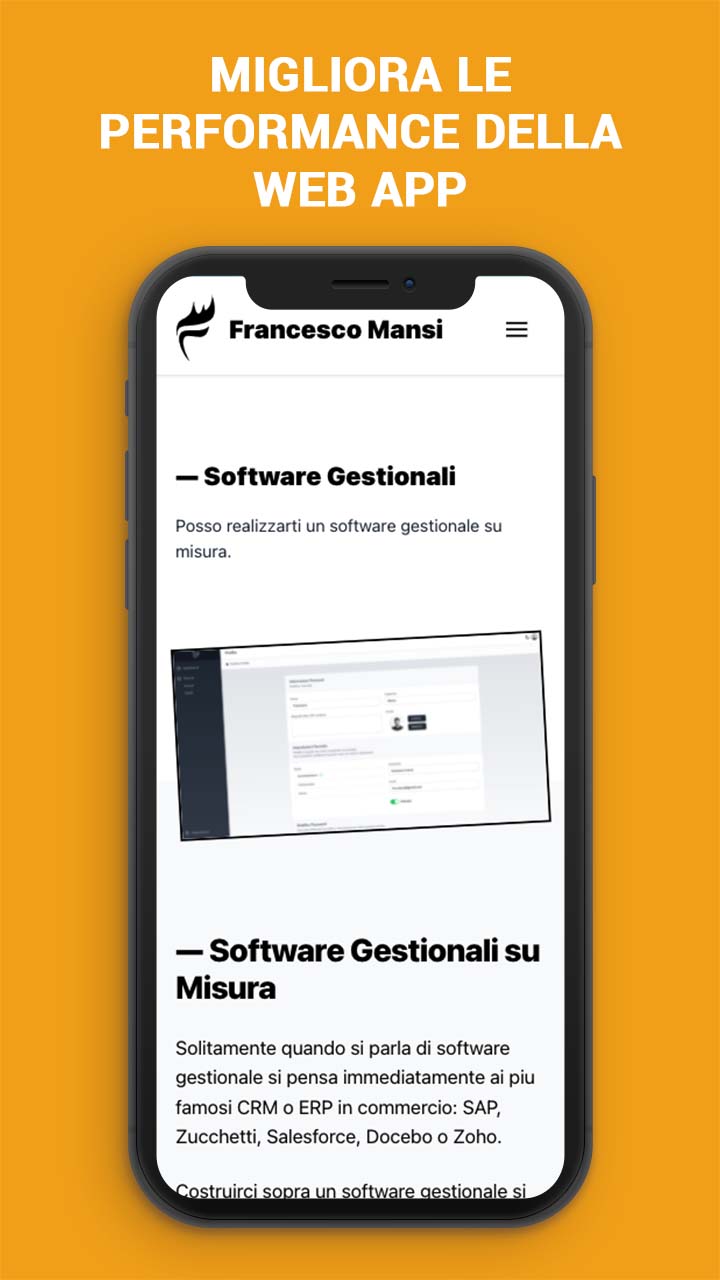 MIGLIORA LE
PERFORMANCE DELLA
WEB APP
Francesco Mansi
— Software Gestionali
Posso realizzarti un software gestionale su
misura.
— Software Gestionali su
Misura
Solitamente quando si parla di software
gestionale si pensa immediatamente ai piu
famosi CRM o ERP in commercio: SAP,
Zucchetti, Salesforce, Docebo o Zoho.
Costruirci sopra un software gestionale si